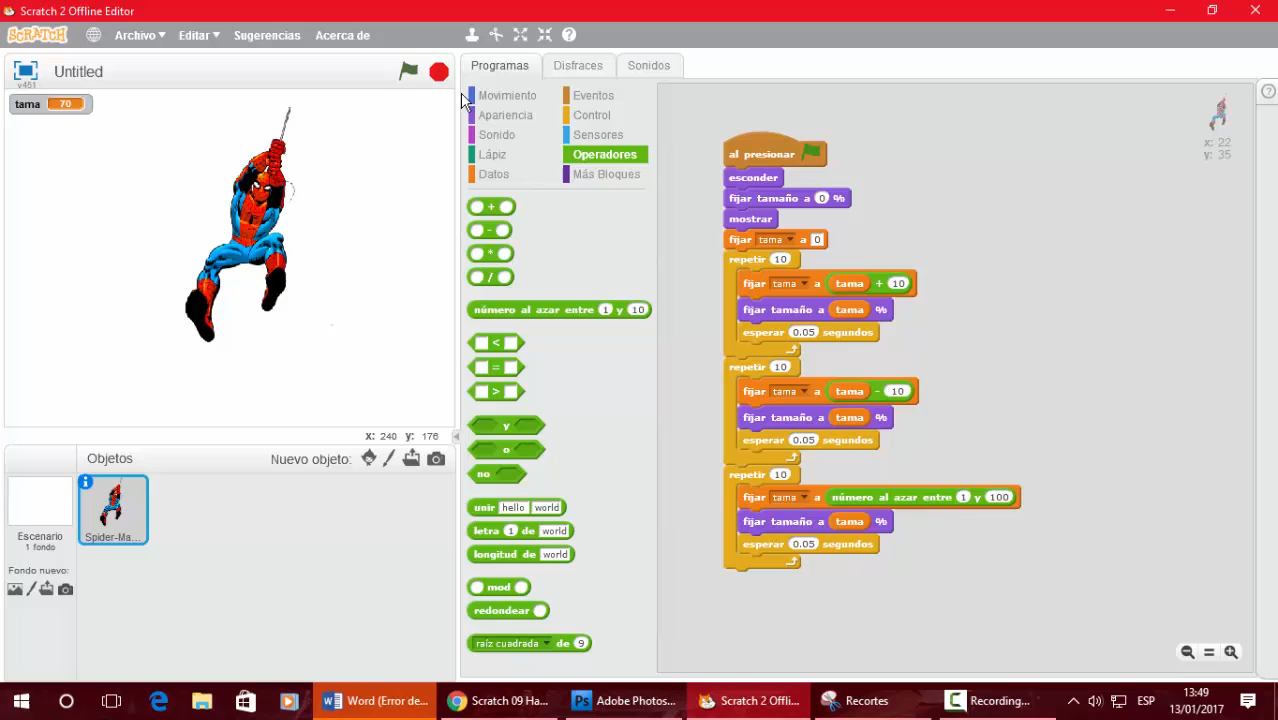 Scratch 2 Offline Editor
SCRATCH Archivo Editar Sugerencias Acerca de
v451
Untitled
tama 70
Programas Disfraces Sonidos
Movimiento Eventos
Apariencia Control
Sonido Sensores
Lápiz Operadores
Datos Más Bloques
+
-
*
/
número al azar entre 1 y 10
<
=
>
y
o
no
unir hello world
letra 1 de world
longitud de world
mod
redondear
raíz cuadrada de 9
x: 22
y: 35
al presionar
esconder
fijar tamaño a 0 %
mostrar
fijar tama a 0
repetir 10
fijar tama a tama + 10
fijar tamaño a tama %
esperar 0.05 segundos
repetir 10
fijar tama a tama - 10
fijar tamaño a tama %
esperar 0.05 segundos
repetir 10
fijar tama a número al azar entre 1 y 100
fijar tamaño a tama %
esperar 0.05 segundos
x: 240 y: 176
Objetos Nuevo objeto:
Escenario
1 fondo
Fondo nuevo:
Spider-Ma...
Word (Error de... Scratch 09 Ha... Adobe Photos... Scratch 2 Offli... Recortes Recording... ESP
13:49
13/01/2017